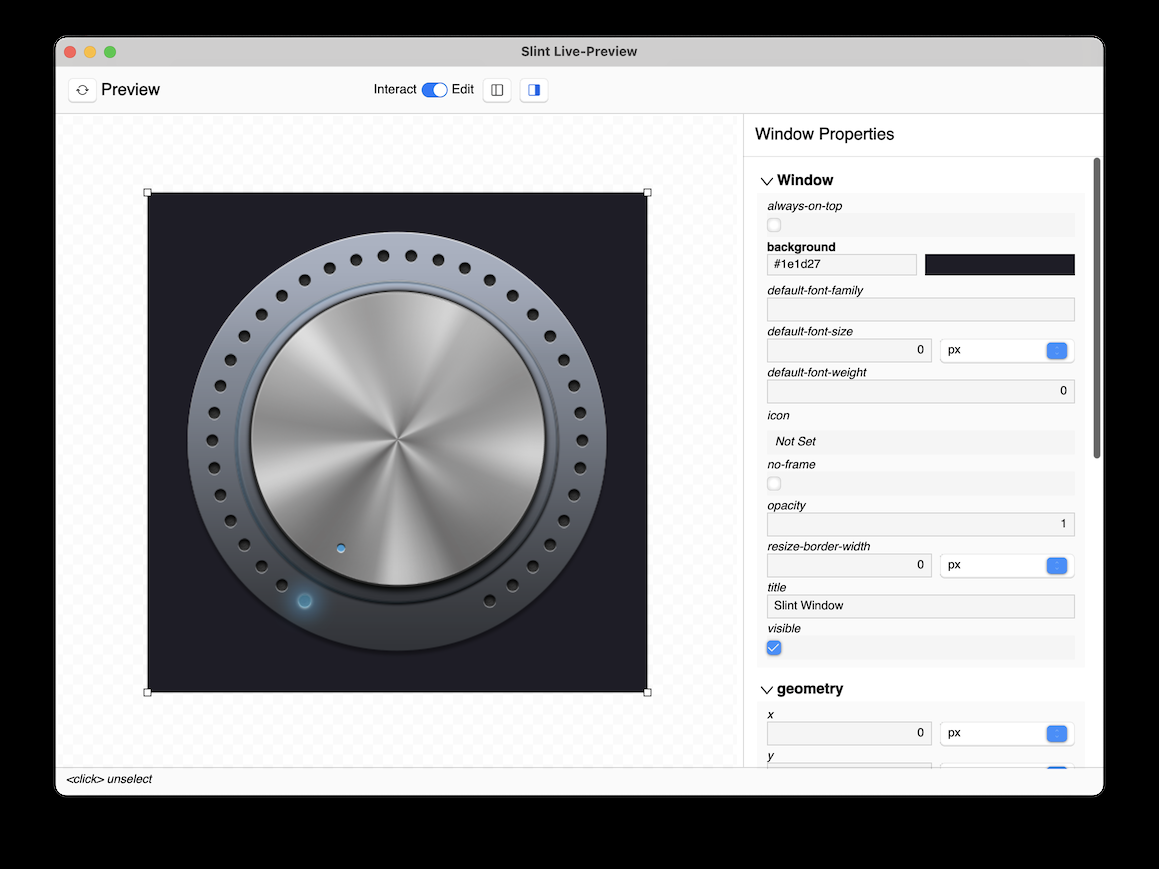 Slint Live-Preview
Preview
Interact Edit
Window Properties
Window
always-on-top
background
#1e1d27
default-font-family
default-font-size
0 px
default-font-weight
0
icon
Not Set
no-frame
opacity
1
resize-border-width
0 px
title
Slint Window
visible
geometry
x
0 px
y
<click> unselect